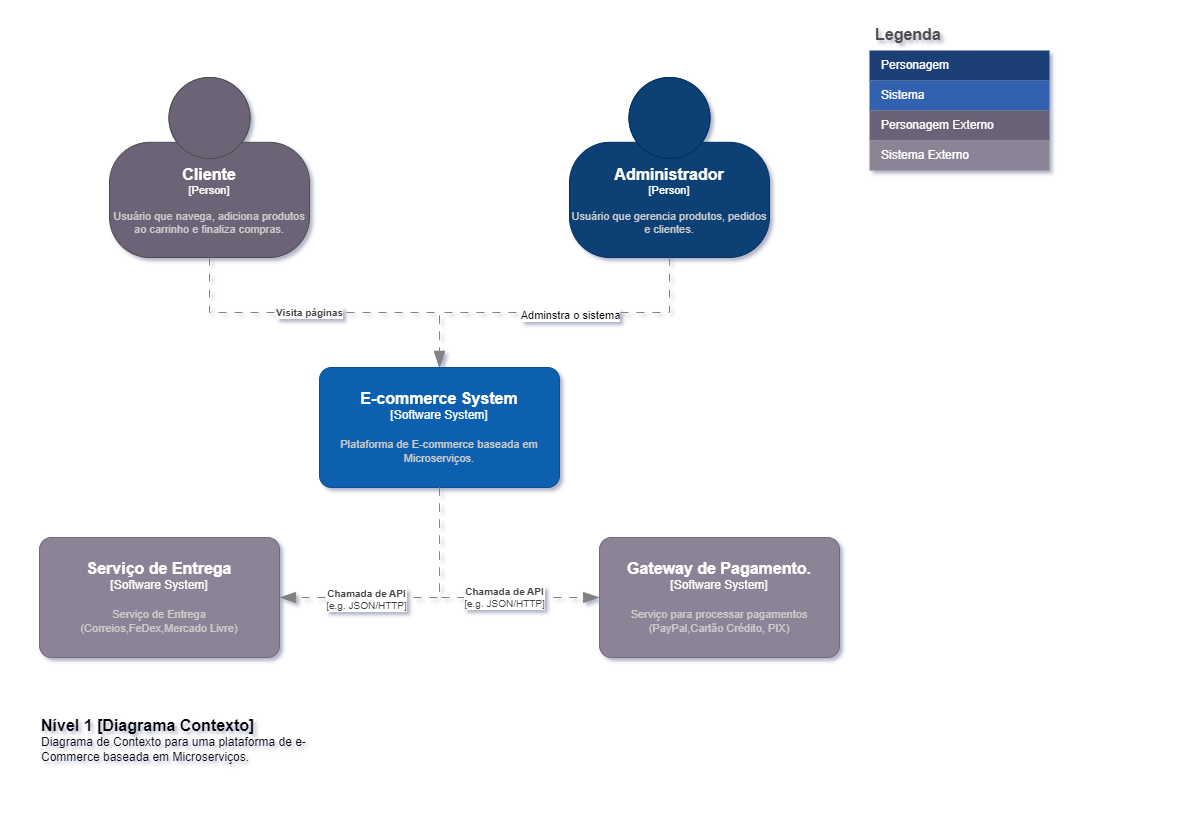 Legenda
Personagem
Sistema
Personagem Externo
Sistema Externo
Cliente
[Person]
Usuário que navega, adiciona produtos
ao carrinho e finaliza compras.
Administrador
[Person]
Usuário que gerencia produtos, pedidos
e clientes.
Visita páginas
Adminstra o sistema
E-commerce System
[Software System]
Plataforma de E-commerce baseada em
Microserviços.
Serviço de Entrega
[Software System]
Serviço de Entrega
(Correios,FeDex,Mercado Livre)
Chamada de API
[e.g. JSON/HTTP]
Chamada de API
[e.g. JSON/HTTP]
Gateway de Pagamento.
[Software System]
Serviço para processar pagamentos
(PayPal,Cartão Crédito, PIX)
Nível 1 [Diagrama Contexto]
Diagrama de Contexto para uma plataforma de e-
Commerce baseada em Microserviços.